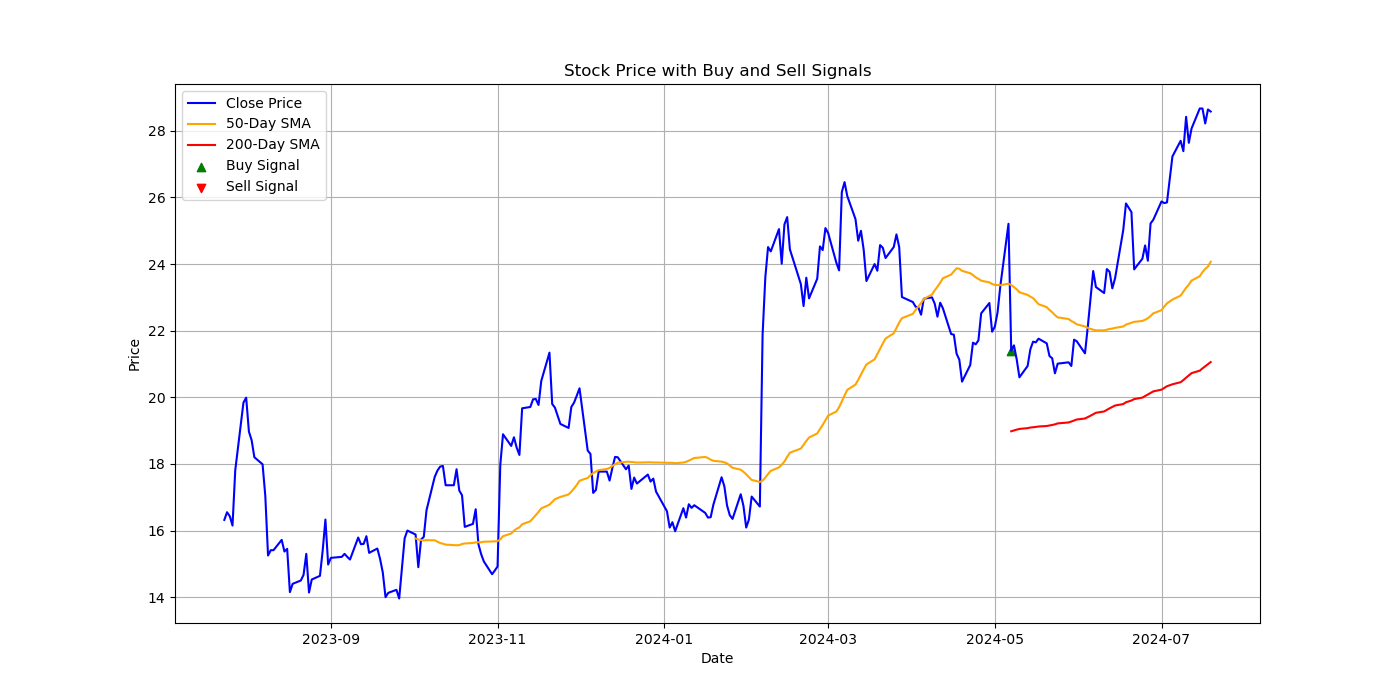 Stock Price with Buy and Sell Signals
Close Price
50-Day SMA
200-Day SMA
Buy Signal
Sell Signal
28
26
24
22
20
18
16
14
Price
2023-09
2023-11
2024-01
2024-03
2024-05
2024-07
Date